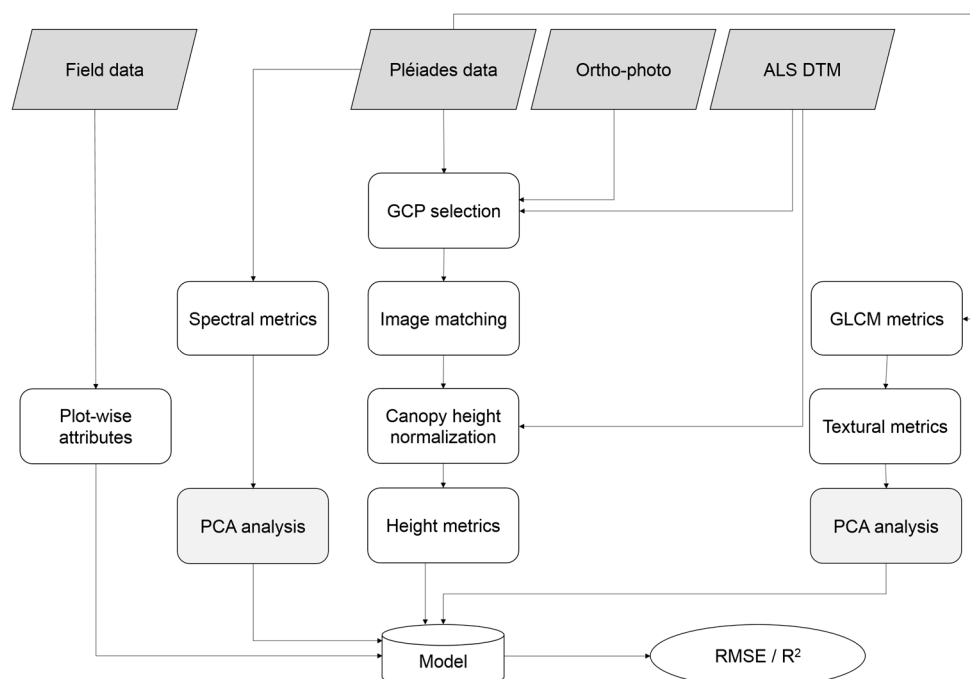 Field data
Pléiades data
Ortho-photo
ALS DTM
GCP selection
Spectral metrics
Image matching
GLCM metrics
Plot-wise
attributes
Canopy height
normalization
Textural metrics
PCA analysis
Height metrics
PCA analysis
Model
RMSE / R²